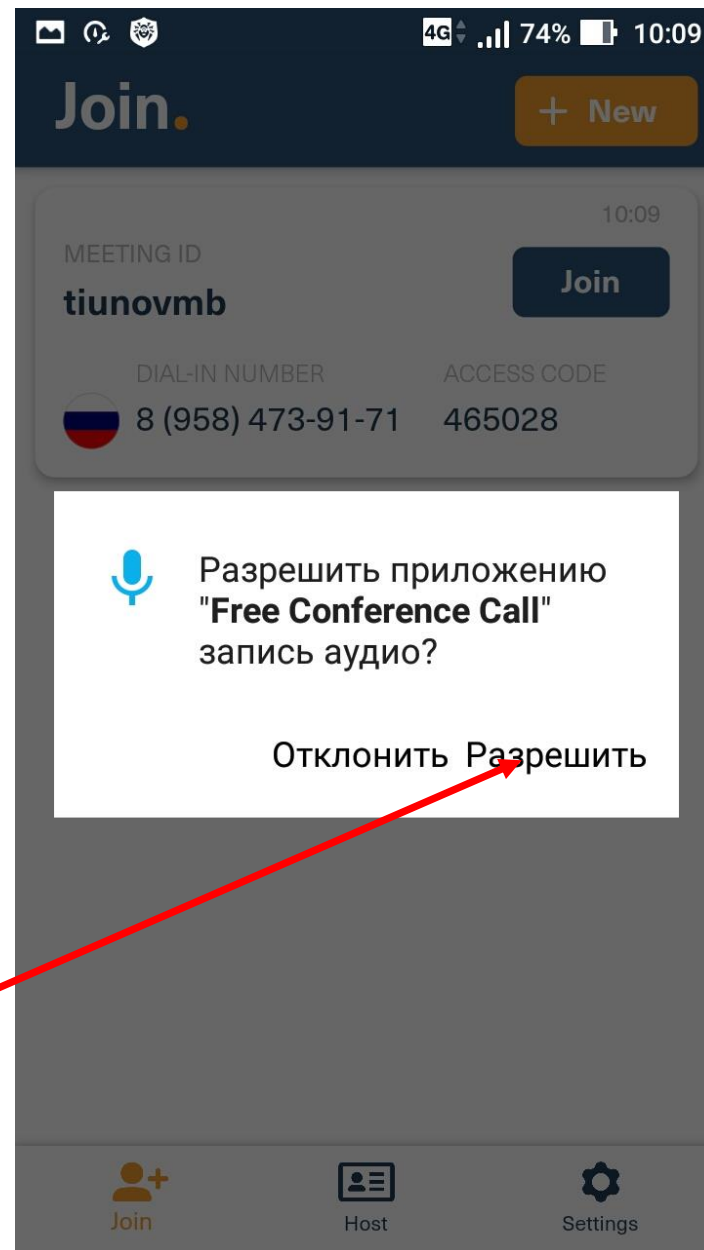 4G 74% 10:09
Join. + New
10:09
MEETING ID
tiunovmb Join
DIAL-IN NUMBER ACCESS CODE
8 (958) 473-91-71 465028
Разрешить приложению
"Free Conference Call"
запись аудио?
Отклонить Разрешить
Join Host Settings